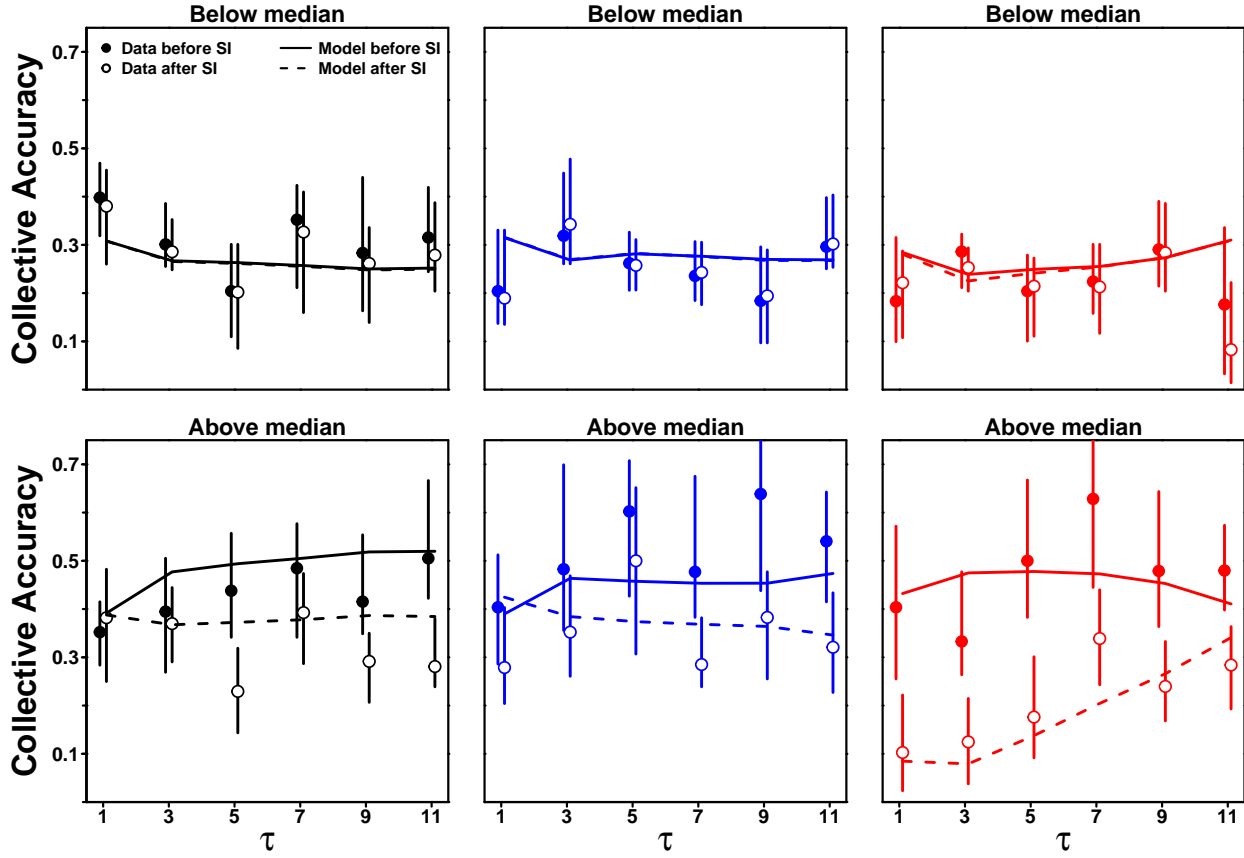 Below median
Below median
Below median
Collective Accuracy
0.7
0.5
0.3
0.1
Data before SI
Model before SI
Data after SI
Model after SI
Above median
Above median
Above median
Collective Accuracy
0.7
0.5
0.3
0.1
1 3 5 7 9 11
1 3 5 7 9 11
1 3 5 7 9 11
τ
τ
τ